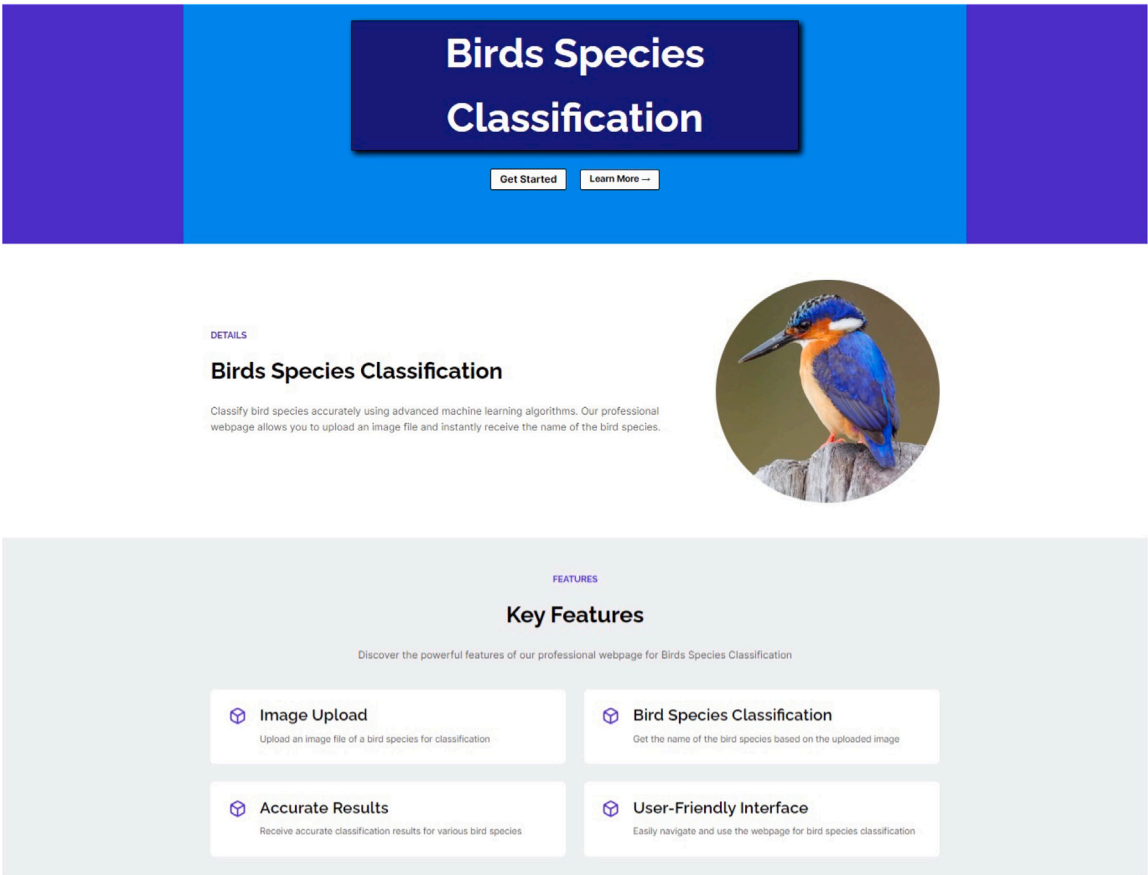 Birds Species
Classification
Get Started
Learn More →
DETAILS
Birds Species Classification
Classify bird species accurately using advanced machine learning algorithms. Our professional
webpage allows you to upload an image file and instantly receive the name of the bird species.
FEATURES
Key Features
Discover the powerful features of our professional webpage for Birds Species Classification
Image Upload
Upload an image file of a bird species for classification
Bird Species Classification
Get the name of the bird species based on the uploaded image
Accurate Results
Receive accurate classification results for various bird species
User-Friendly Interface
Easily navigate and use the webpage for bird species classification